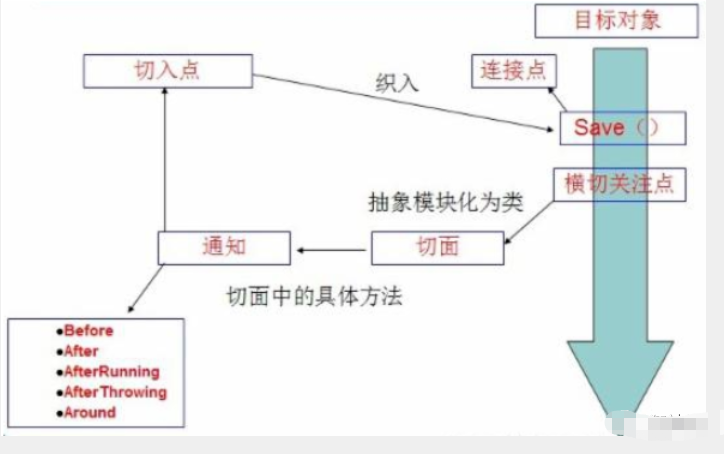 目标对象
切入点
连接点
织入
Save（）
横切关注点
抽象模块化为类
通知
切面
切面中的具体方法
●Before
●After
●AfterRunning
●AfterThrowing
●Around